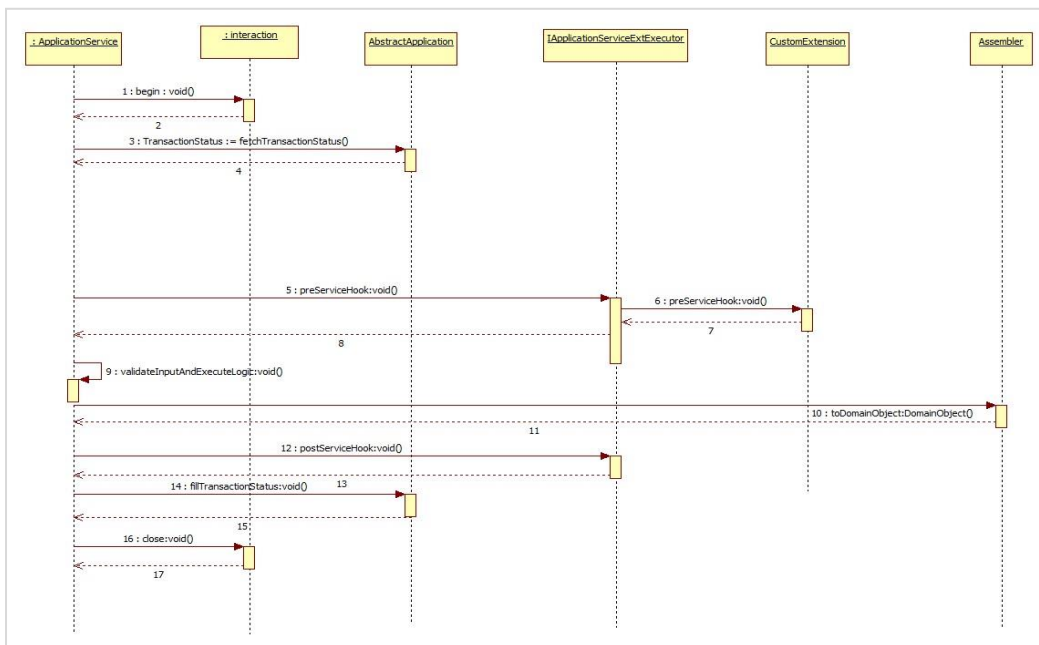 : ApplicationService
: interaction
AbstractApplication
IApplicationServiceExtExecutor
CustomExtension
Assembler
1 : begin : void()
2
3 : TransactionStatus := fetchTransactionStatus()
4
5 : preServiceHook:void()
6 : preServiceHook:void()
7
8
9 : validateInputAndExecuteLogic:void()
10 : toDomainObject:DomainObject()
11
12 : postServiceHook:void()
13
14 : fillTransactionStatus:void()
15
16 : close:void()
17